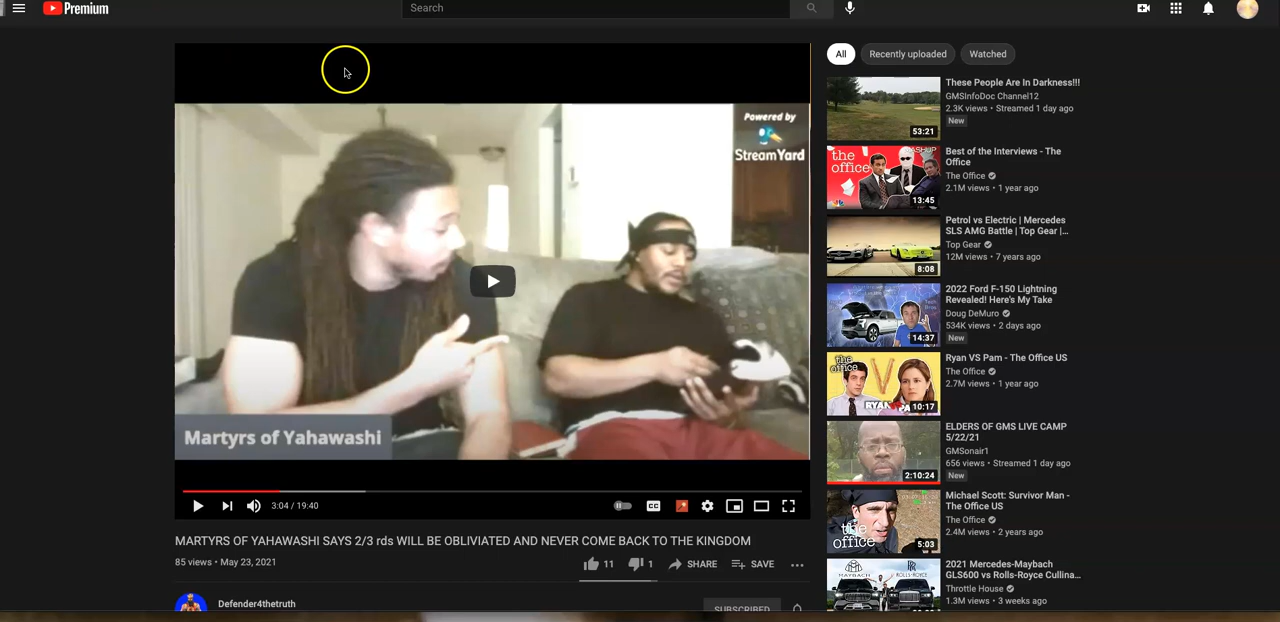 Premium
Search
Powered by
StreamYard
Martyrs of Yahawashi
3:04 / 19:40
CC
MARTYRS OF YAHAWASHI SAYS 2/3 rds WILL BE OBLIVIATED AND NEVER COME BACK TO THE KINGDOM
85 views • May 23, 2021
11
1
SHARE
SAVE
Defender4thetruth
SUBSCRIBED
All
Recently uploaded
Watched
53:21
These People Are In Darkness!!!
GMSInfoDoc Channel12
2.3K views • Streamed 1 day ago
New
the office
13:45
Best of the Interviews - The
Office
The Office
2.1M views • 1 year ago
8:08
Petrol vs Electric | Mercedes
SLS AMG Battle | Top Gear |...
Top Gear
12M views • 7 years ago
14:37
2022 Ford F-150 Lightning
Revealed! Here's My Take
Doug DeMuro
534K views • 2 days ago
New
the office
10:17
Ryan VS Pam - The Office US
The Office
2.7M views • 1 year ago
2:10:24
ELDERS OF GMS LIVE CAMP
5/22/21
GMSonair1
656 views • Streamed 1 day ago
New
the office
5:03
Michael Scott: Survivor Man -
The Office US
The Office
2.4M views • 2 years ago
MAYBACH
2021 Mercedes-Maybach
GLS600 vs Rolls-Royce Cullina...
Throttle House
1.3M views • 3 weeks ago